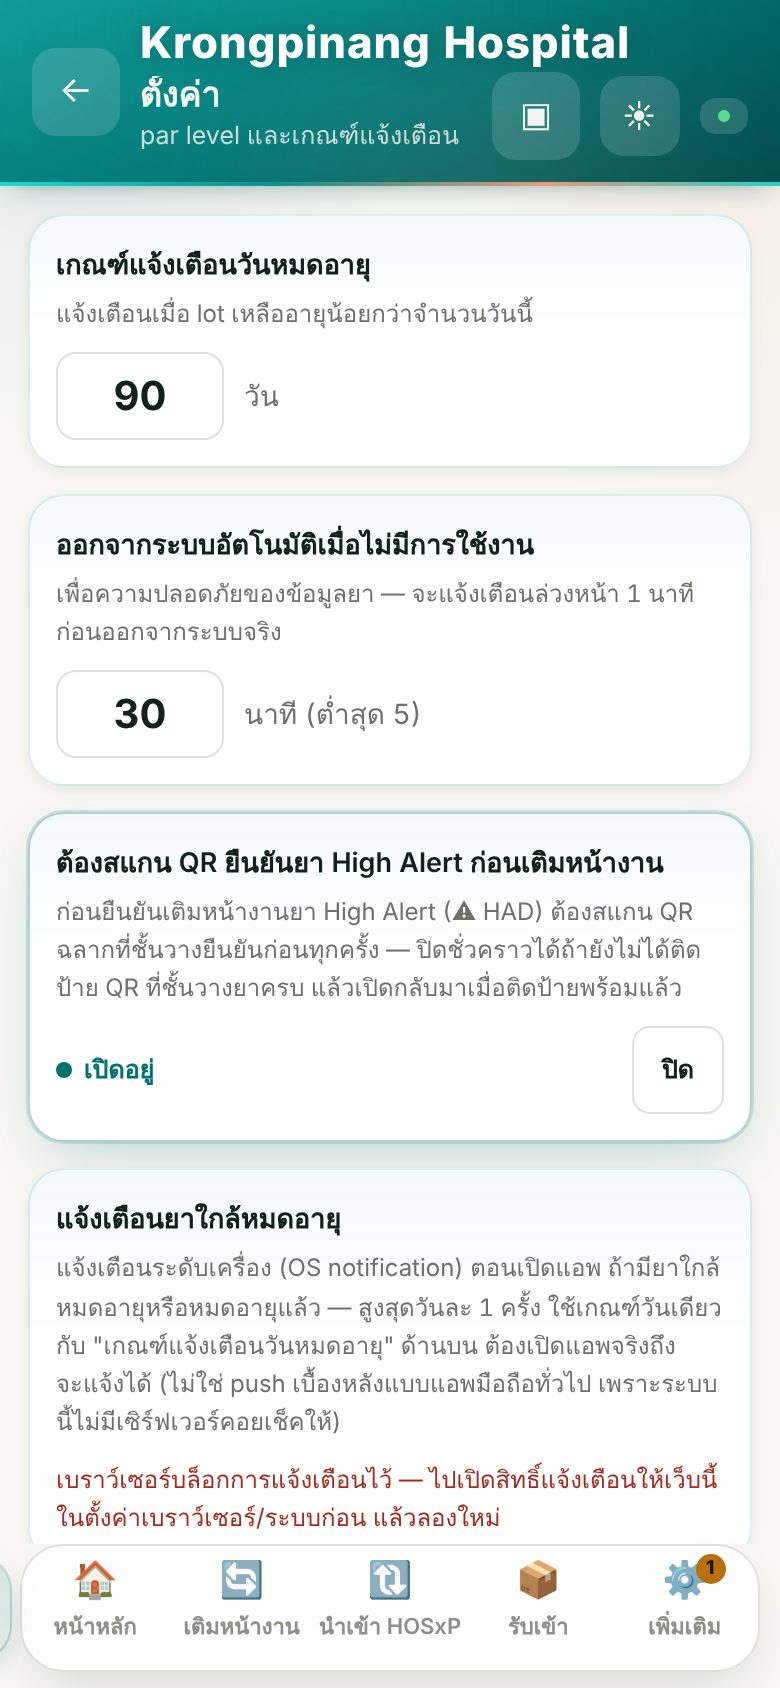 Krongpinang Hospital
ตั้งค่า
par level และเกณฑ์แจ้งเตือน
เกณฑ์แจ้งเตือนวันหมดอายุ
แจ้งเตือนเมื่อ lot เหลืออายุน้อยกว่าจำนวนวันนี้
90 วัน
ออกจากระบบอัตโนมัติเมื่อไม่มีการใช้งาน
เพื่อความปลอดภัยของข้อมูลยา — จะแจ้งเตือนล่วงหน้า 1 นาที
ก่อนออกจากระบบจริง
30 นาที (ต่ำสุด 5)
ต้องสแกน QR ยืนยันยา High Alert ก่อนเติมหน้างาน
ก่อนยืนยันเติมหน้างานยา High Alert (⚠ HAD) ต้องสแกน QR
ฉลากที่ชั้นวางยืนยันก่อนทุกครั้ง — ปิดชั่วคราวได้ถ้ายังไม่ได้ติด
ป้าย QR ที่ชั้นวางยาครบ แล้วเปิดกลับมาเมื่อติดป้ายพร้อมแล้ว
เปิดอยู่ ปิด
แจ้งเตือนยาใกล้หมดอายุ
แจ้งเตือนระดับเครื่อง (OS notification) ตอนเปิดแอพ ถ้ามียาใกล้
หมดอายุหรือหมดอายุแล้ว — สูงสุดวันละ 1 ครั้ง ใช้เกณฑ์วันเดียว
กับ "เกณฑ์แจ้งเตือนวันหมดอายุ" ด้านบน ต้องเปิดแอพจริงถึง
จะแจ้งได้ (ไม่ใช่ push เบื้องหลังแบบแอพมือถือทั่วไป เพราะระบบ
นี้ไม่มีเซิร์ฟเวอร์คอยเช็คให้)
เบราว์เซอร์บล็อกการแจ้งเตือนไว้ — ไปเปิดสิทธิ์แจ้งเตือนให้เว็บนี้
ในตั้งค่าเบราว์เซอร์/ระบบก่อน แล้วลองใหม่
1
หน้าหลัก เติมหน้างาน นำเข้า HOSxP รับเข้า เพิ่มเติม